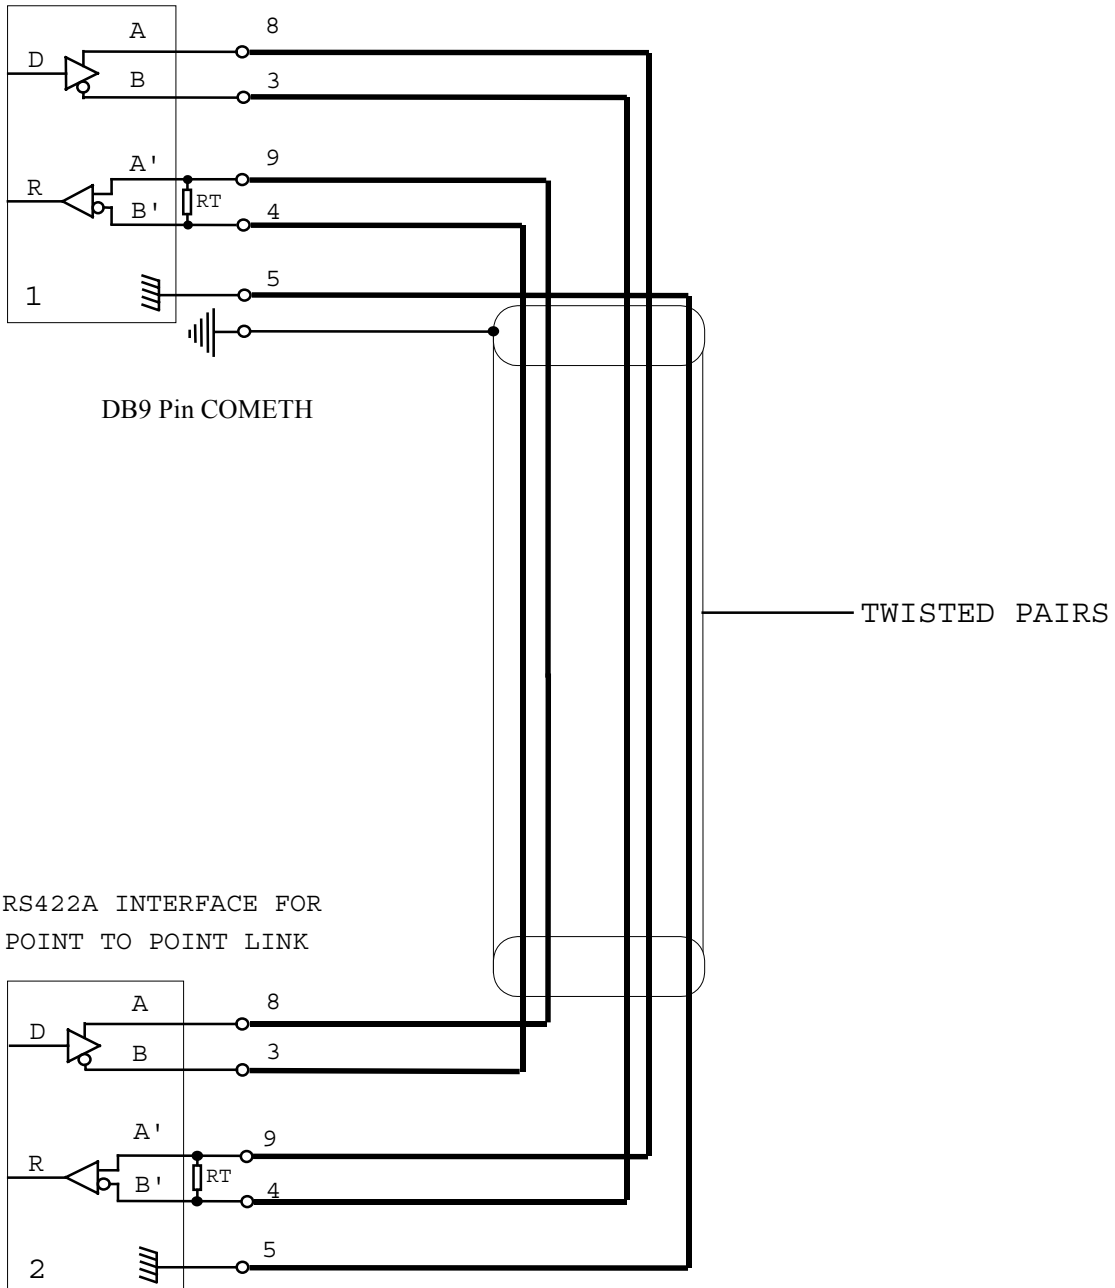 A
8
D
B
3
A'
9
R
RT
B'
4
5
1
DB9 Pin COMETH
TWISTED PAIRS
RS422A INTERFACE FOR
POINT TO POINT LINK
A
8
D
B
3
A'
9
R
RT
B'
4
5
2